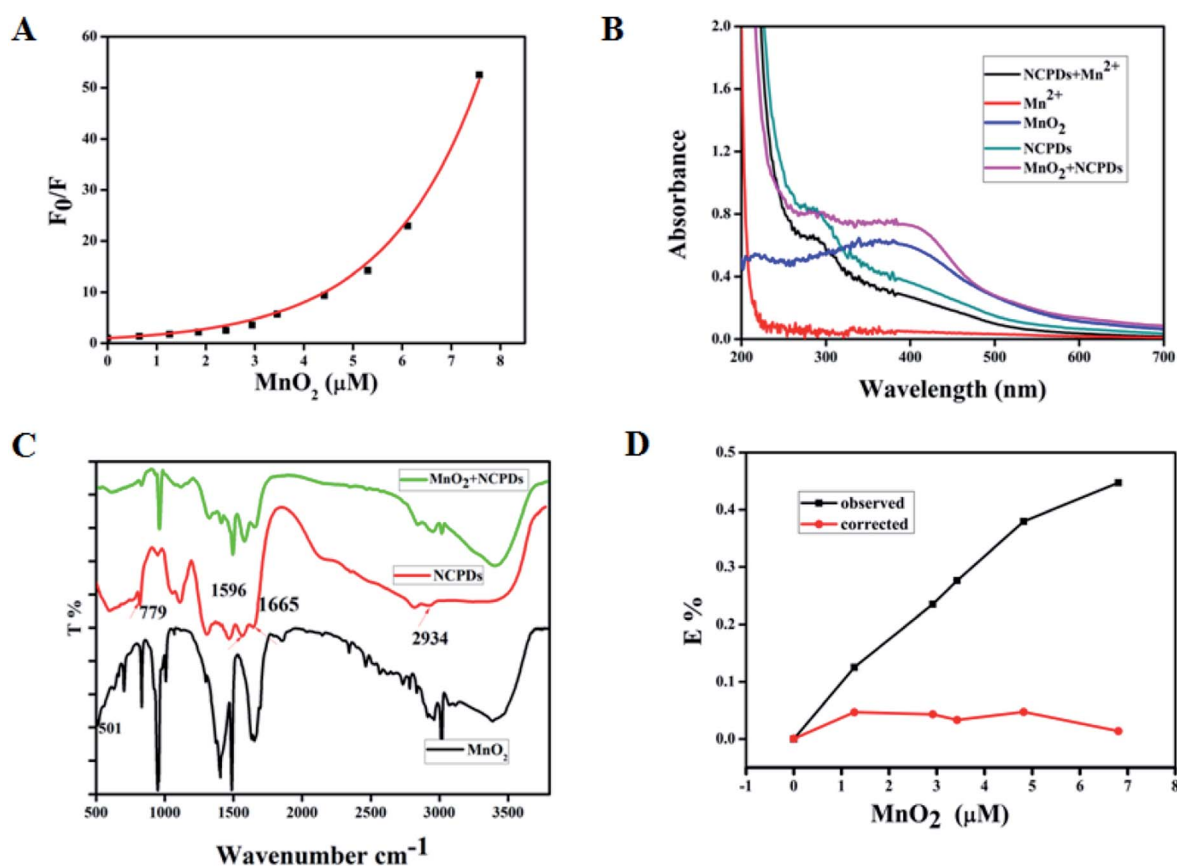 A
60
50
40
30
20
10
0
F₀/F
0 1 2 3 4 5 6 7 8
MnO₂ (μM)
B
2.0
1.6
1.2
0.8
0.4
0.0
Absorbance
NCPDs+Mn²⁺
Mn²⁺
MnO₂
NCPDs
MnO₂+NCPDs
200 300 400 500 600 700
Wavelength (nm)
C
T %
MnO₂+NCPDs
NCPDs
1596
1665
779
2934
501
MnO₂
500 1000 1500 2000 2500 3000 3500
Wavenumber cm⁻¹
D
0.5
0.4
0.3
0.2
0.1
0.0
E %
observed
corrected
-1 0 1 2 3 4 5 6 7 8
MnO₂ (μM)